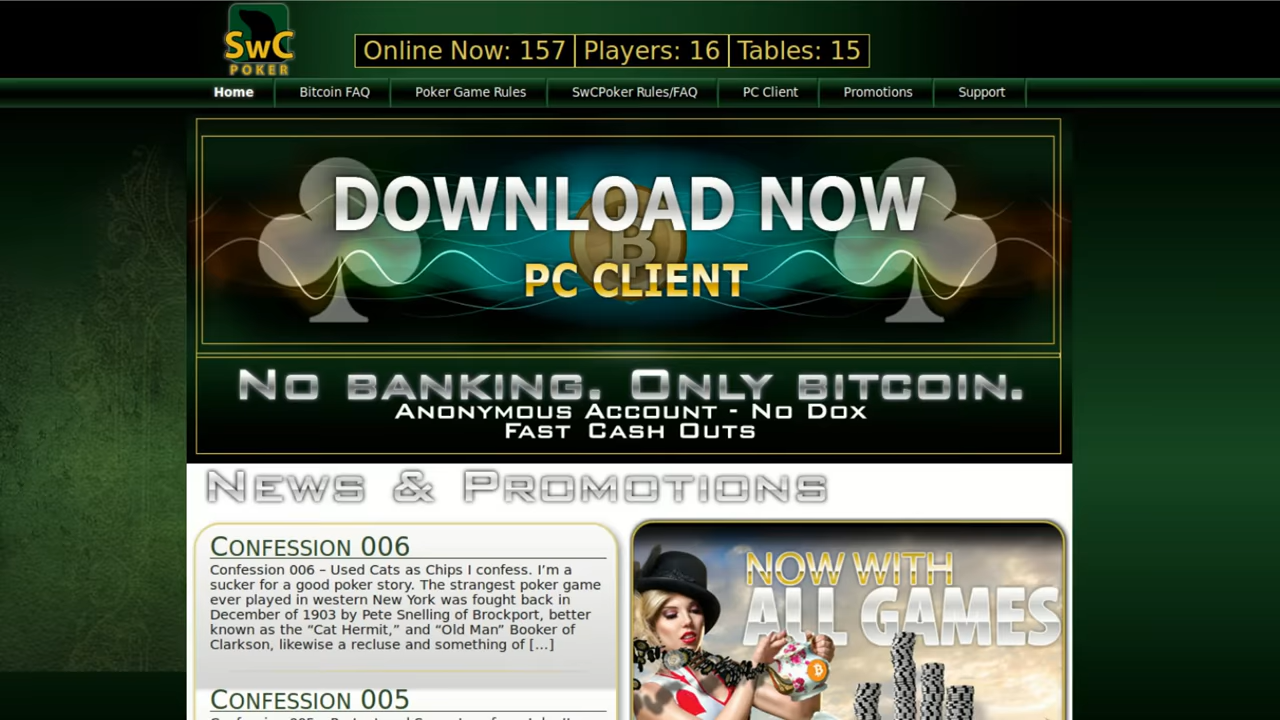 SwC
POKER
Online Now: 157 Players: 16 Tables: 15
Home Bitcoin FAQ Poker Game Rules SwCPoker Rules/FAQ PC Client Promotions Support
DOWNLOAD NOW
PC CLIENT
No banking. Only bitcoin.
Anonymous Account - No Dox
Fast Cash Outs
News & Promotions
Confession 006
Confession 006 – Used Cats as Chips I confess. I’m a
sucker for a good poker story. The strangest poker game
ever played in western New York was fought back in
December of 1903 by Pete Snelling of Brockport, better
known as the “Cat Hermit,” and “Old Man” Booker of
Clarkson, likewise a recluse and something of [...]
Confession 005
NOW WITH
ALL GAMES